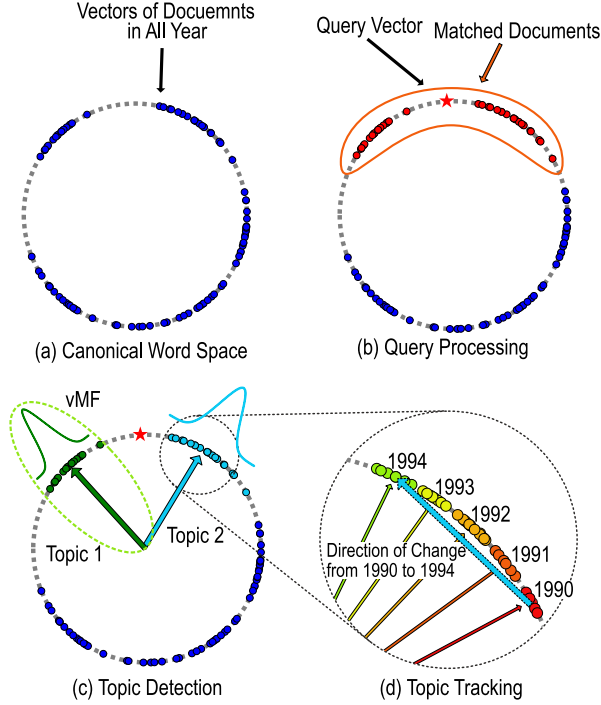 Vectors of Docuemnts
in All Year
Query Vector
Matched Documents
(a) Canonical Word Space
(b) Query Processing
vMF
Topic 1
Topic 2
(c) Topic Detection
1994
1993
1992
1991
1990
Direction of Change
from 1990 to 1994
(d) Topic Tracking